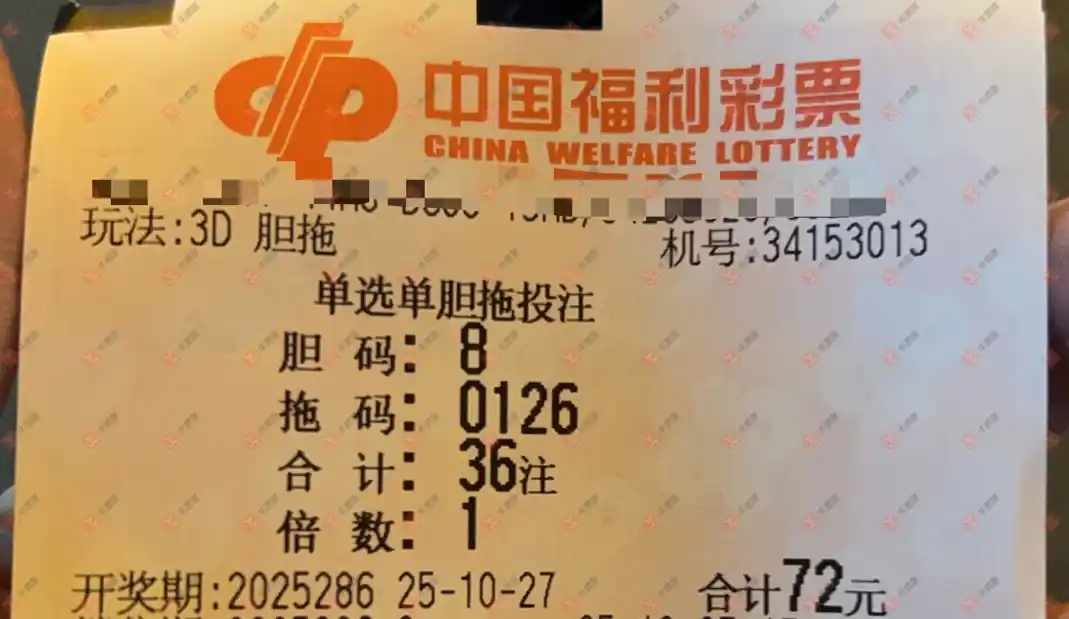 中国福利彩票
CHINA WELFARE LOTTERY
玩法:3D 胆拖
机号:34153013
单选单胆拖投注
胆 码: 8
拖 码: 0126
合 计: 36注
倍 数: 1
开奖期:2025286 25-10-27 合计72元